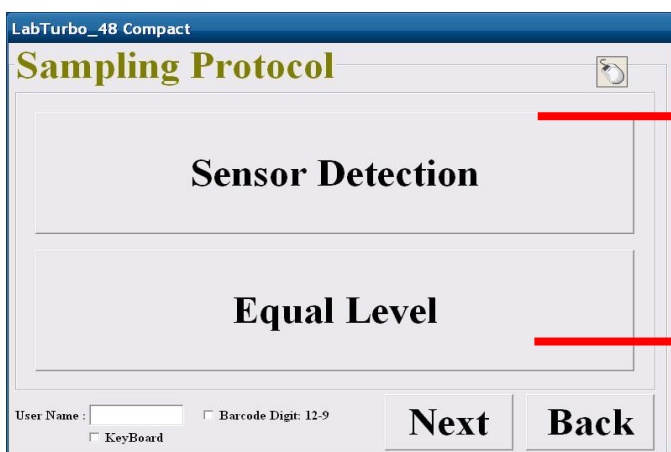 LabTurbo_48 Compact
Sampling Protocol
Sensor Detection
Equal Level
User Name :
Barcode Digit: 12-9
KeyBoard
Next
Back